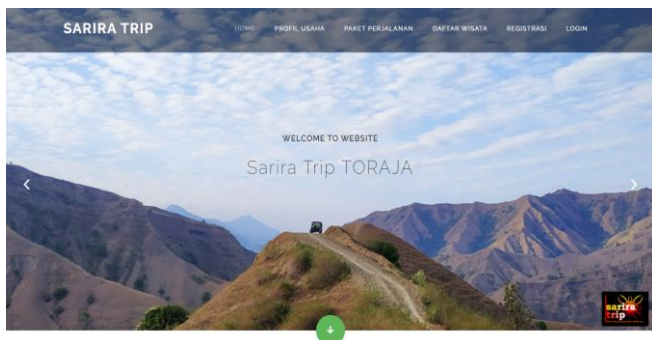 SARIRA TRIP
HOME PROFIL USAHA PAKET PERJALANAN DAFTAR WISATA REGISTRASI LOGIN
WELCOME TO WEBSITE
Sarira Trip TORAJA
sarira
trip